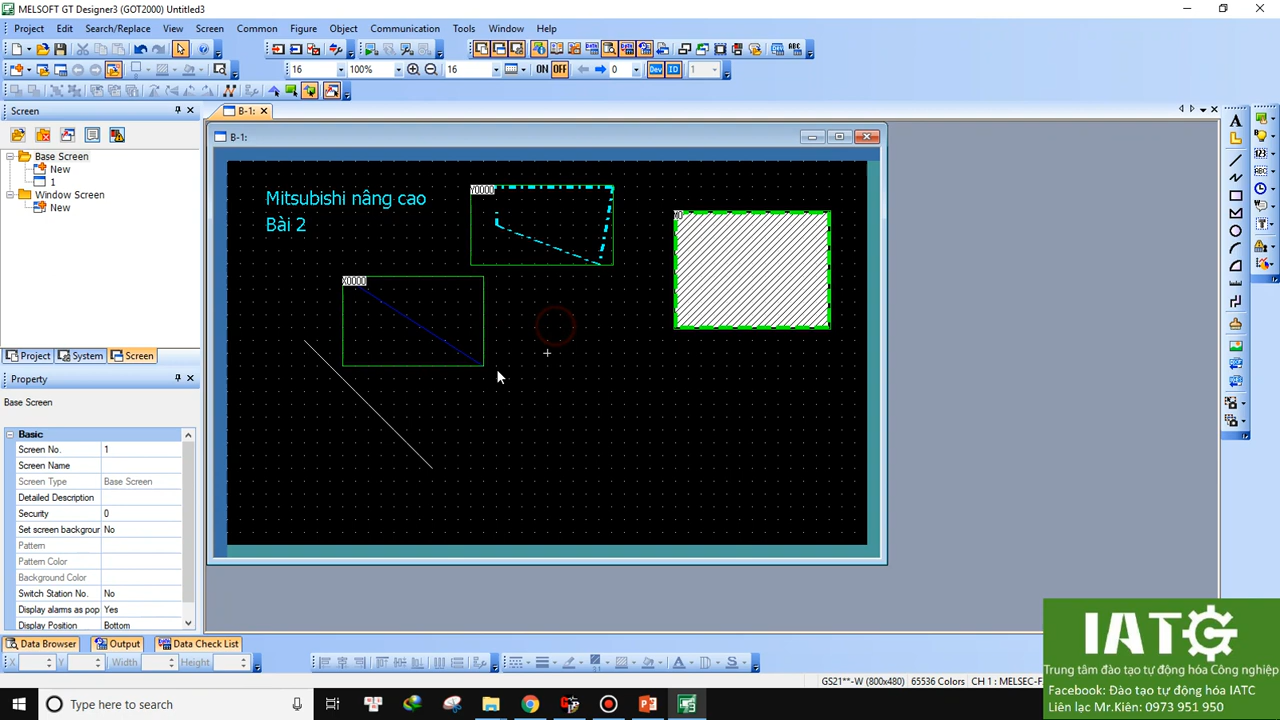 MELSOFT GT Designer3 (GOT2000) Untitled3
Project Edit Search/Replace View Screen Common Figure Object Communication Tools Window Help
16 100% 16 ON OFF 0 Dev ID 1
Screen
B-1:
B-1:
Base Screen
New
1
Window Screen
New
Mitsubishi nâng cao
Bài 2
Y0000
M0
X0000
Project System Screen
Property
Base Screen
Basic
Screen No. 1
Screen Name
Screen Type Base Screen
Detailed Description
Security 0
Set screen backgrour No
Pattern
Pattern Color
Background Color
Switch Station No. No
Display alarms as pop Yes
Display Position Bottom
Data Browser Output Data Check List
X Y Width Height
GS21**-W (800x480) 65536 Colors CH 1 : MELSEC-F
IATC
Trung tâm đào tạo tự động hóa Công nghiệp
Facebook: Đào tạo tự động hóa IATC
Liên lạc Mr.Kiên: 0973 951 950
Type here to search